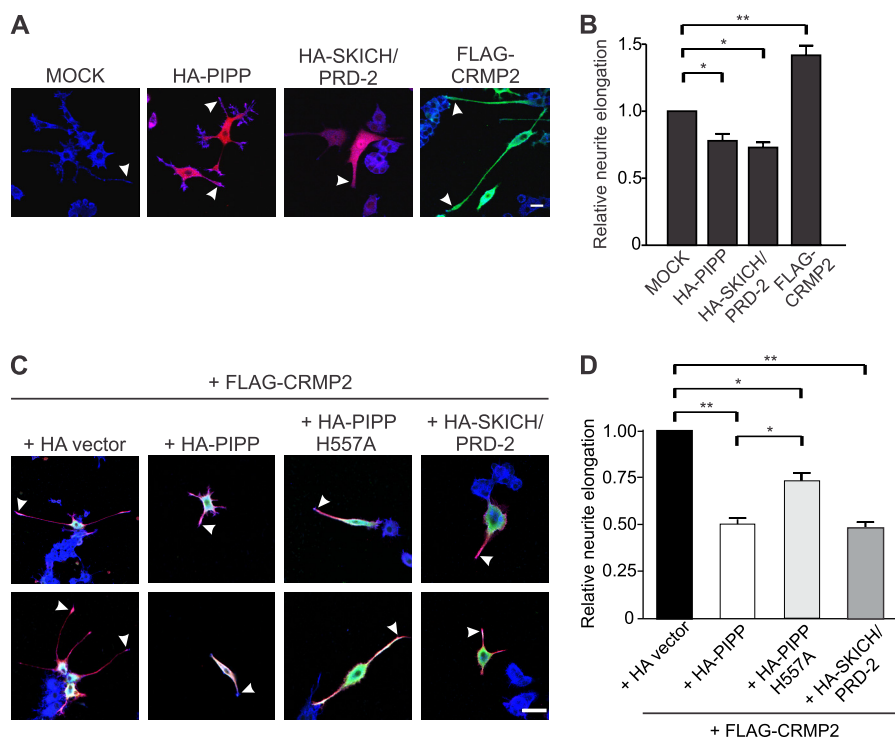 A
MOCK
HA-PIPP
HA-SKICH/
PRD-2
FLAG-
CRMP2
B
Relative neurite elongation
1.5
1.0
0.5
0
**
*
*
MOCK
HA-PIPP
HA-SKICH/
PRD-2
FLAG-
CRMP2
C
+ FLAG-CRMP2
+ HA vector
+ HA-PIPP
+ HA-PIPP
H557A
+ HA-SKICH/
PRD-2
D
Relative neurite elongation
1.00
0.75
0.50
0.25
0
**
*
**
*
+ HA vector
+ HA-PIPP
+ HA-PIPP
H557A
+ HA-SKICH/
PRD-2
+ FLAG-CRMP2